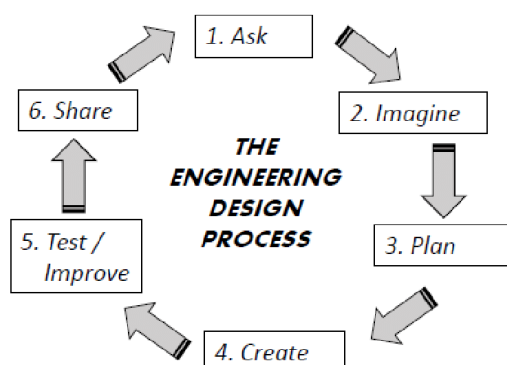 1. Ask
2. Imagine
3. Plan
4. Create
5. Test /
Improve
6. Share
THE
ENGINEERING
DESIGN
PROCESS